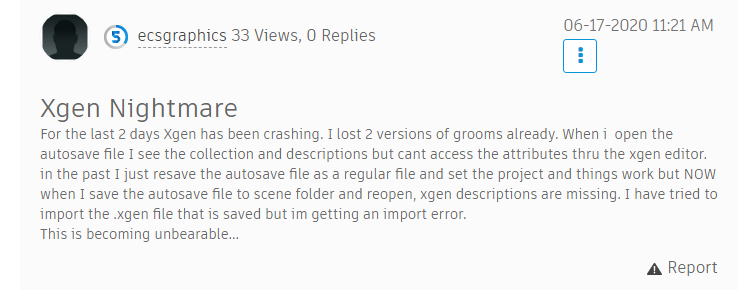 06-17-2020 11:21 AM
5 ecsgraphics 33 Views, 0 Replies
Xgen Nightmare
For the last 2 days Xgen has been crashing. I lost 2 versions of grooms already. When i  open the
autosave file I see the collection and descriptions but cant access the attributes thru the xgen editor.
in the past I just resave the autosave file as a regular file and set the project and things work but NOW
when I save the autosave file to scene folder and reopen, xgen descriptions are missing. I have tried to
import the .xgen file that is saved but im getting an import error.
This is becoming unbearable...
Report